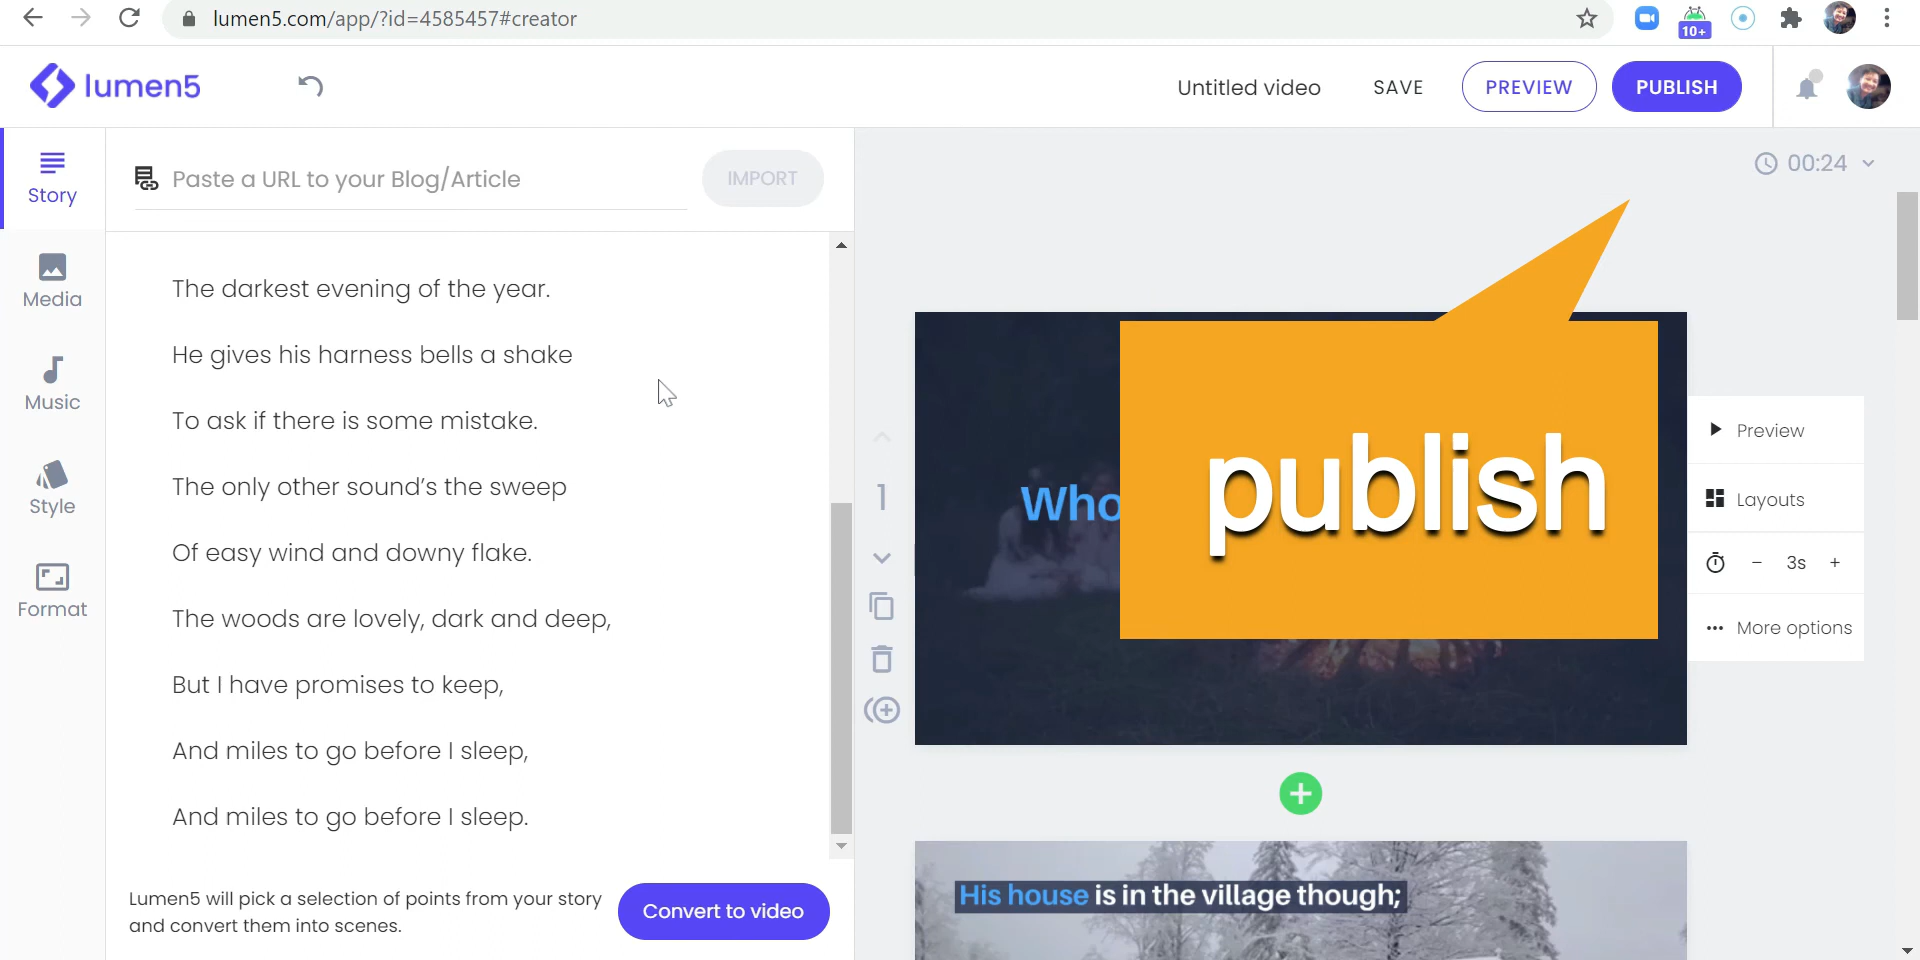 lumen5.com/app/?id=4585457#creator
10+
lumen5
Untitled video
SAVE
PREVIEW
PUBLISH
Story
Media
Music
Style
Format
Paste a URL to your Blog/Article
IMPORT
The darkest evening of the year.
He gives his harness bells a shake
To ask if there is some mistake.
The only other sound’s the sweep
Of easy wind and downy flake.
The woods are lovely, dark and deep,
But I have promises to keep,
And miles to go before I sleep,
And miles to go before I sleep.
Lumen5 will pick a selection of points from your story
and convert them into scenes.
Convert to video
00:24
1
Who
publish
Preview
Layouts
− 3s +
More options
His house is in the village though;